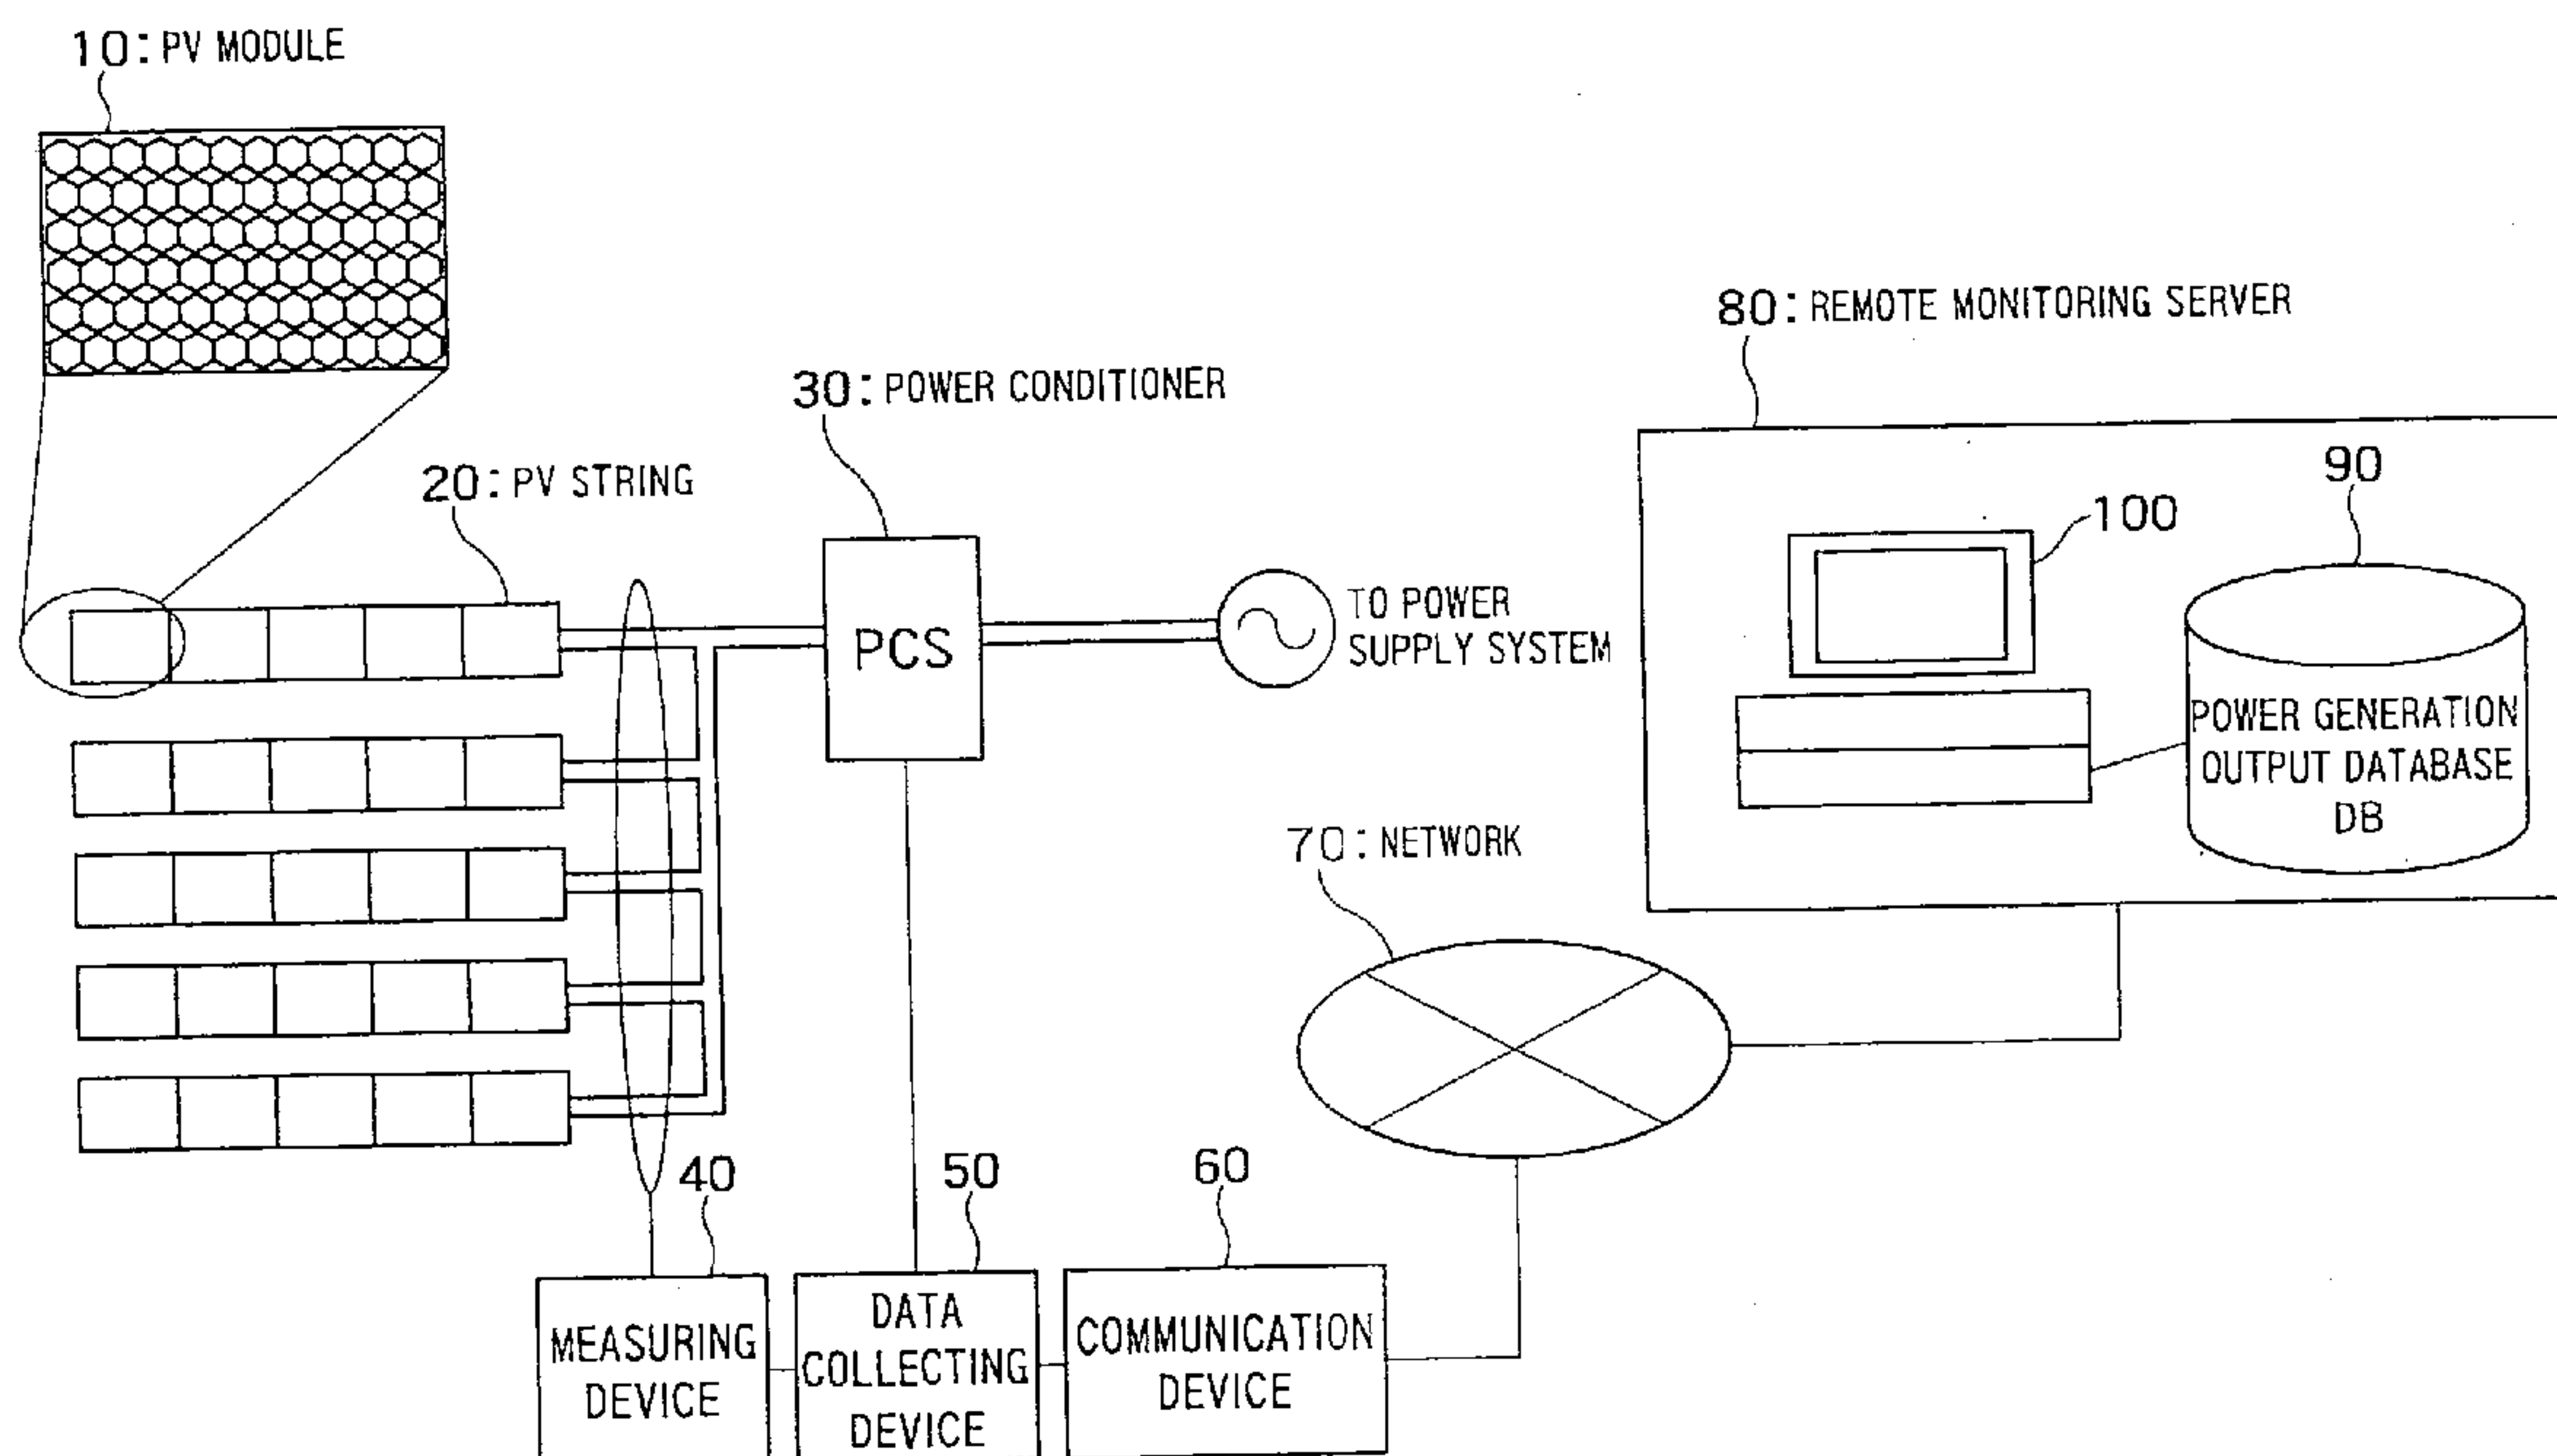 10: PV MODULE
80: REMOTE MONITORING SERVER
30: POWER CONDITIONER
20: PV STRING
90
100
PCS
TO POWER
SUPPLY SYSTEM
POWER GENERATION
OUTPUT DATABASE
DB
70: NETWORK
40
50
60
MEASURING
DEVICE
DATA
COLLECTING
DEVICE
COMMUNICATION
DEVICE